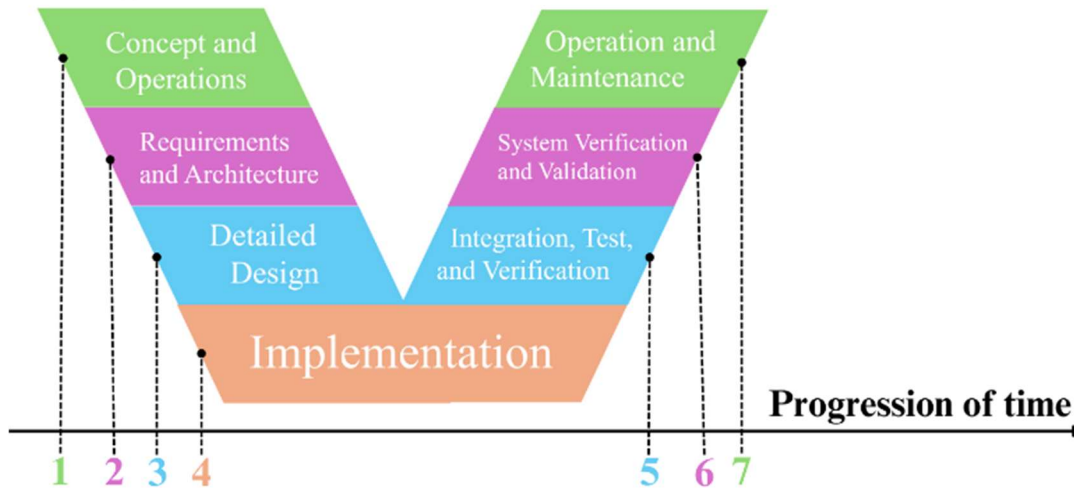 Concept and
Operations
Requirements
and Architecture
Detailed
Design
Implementation
Operation and
Maintenance
System Verification
and Validation
Integration, Test,
and Verification
Progression of time
1
2
3
4
5
6
7